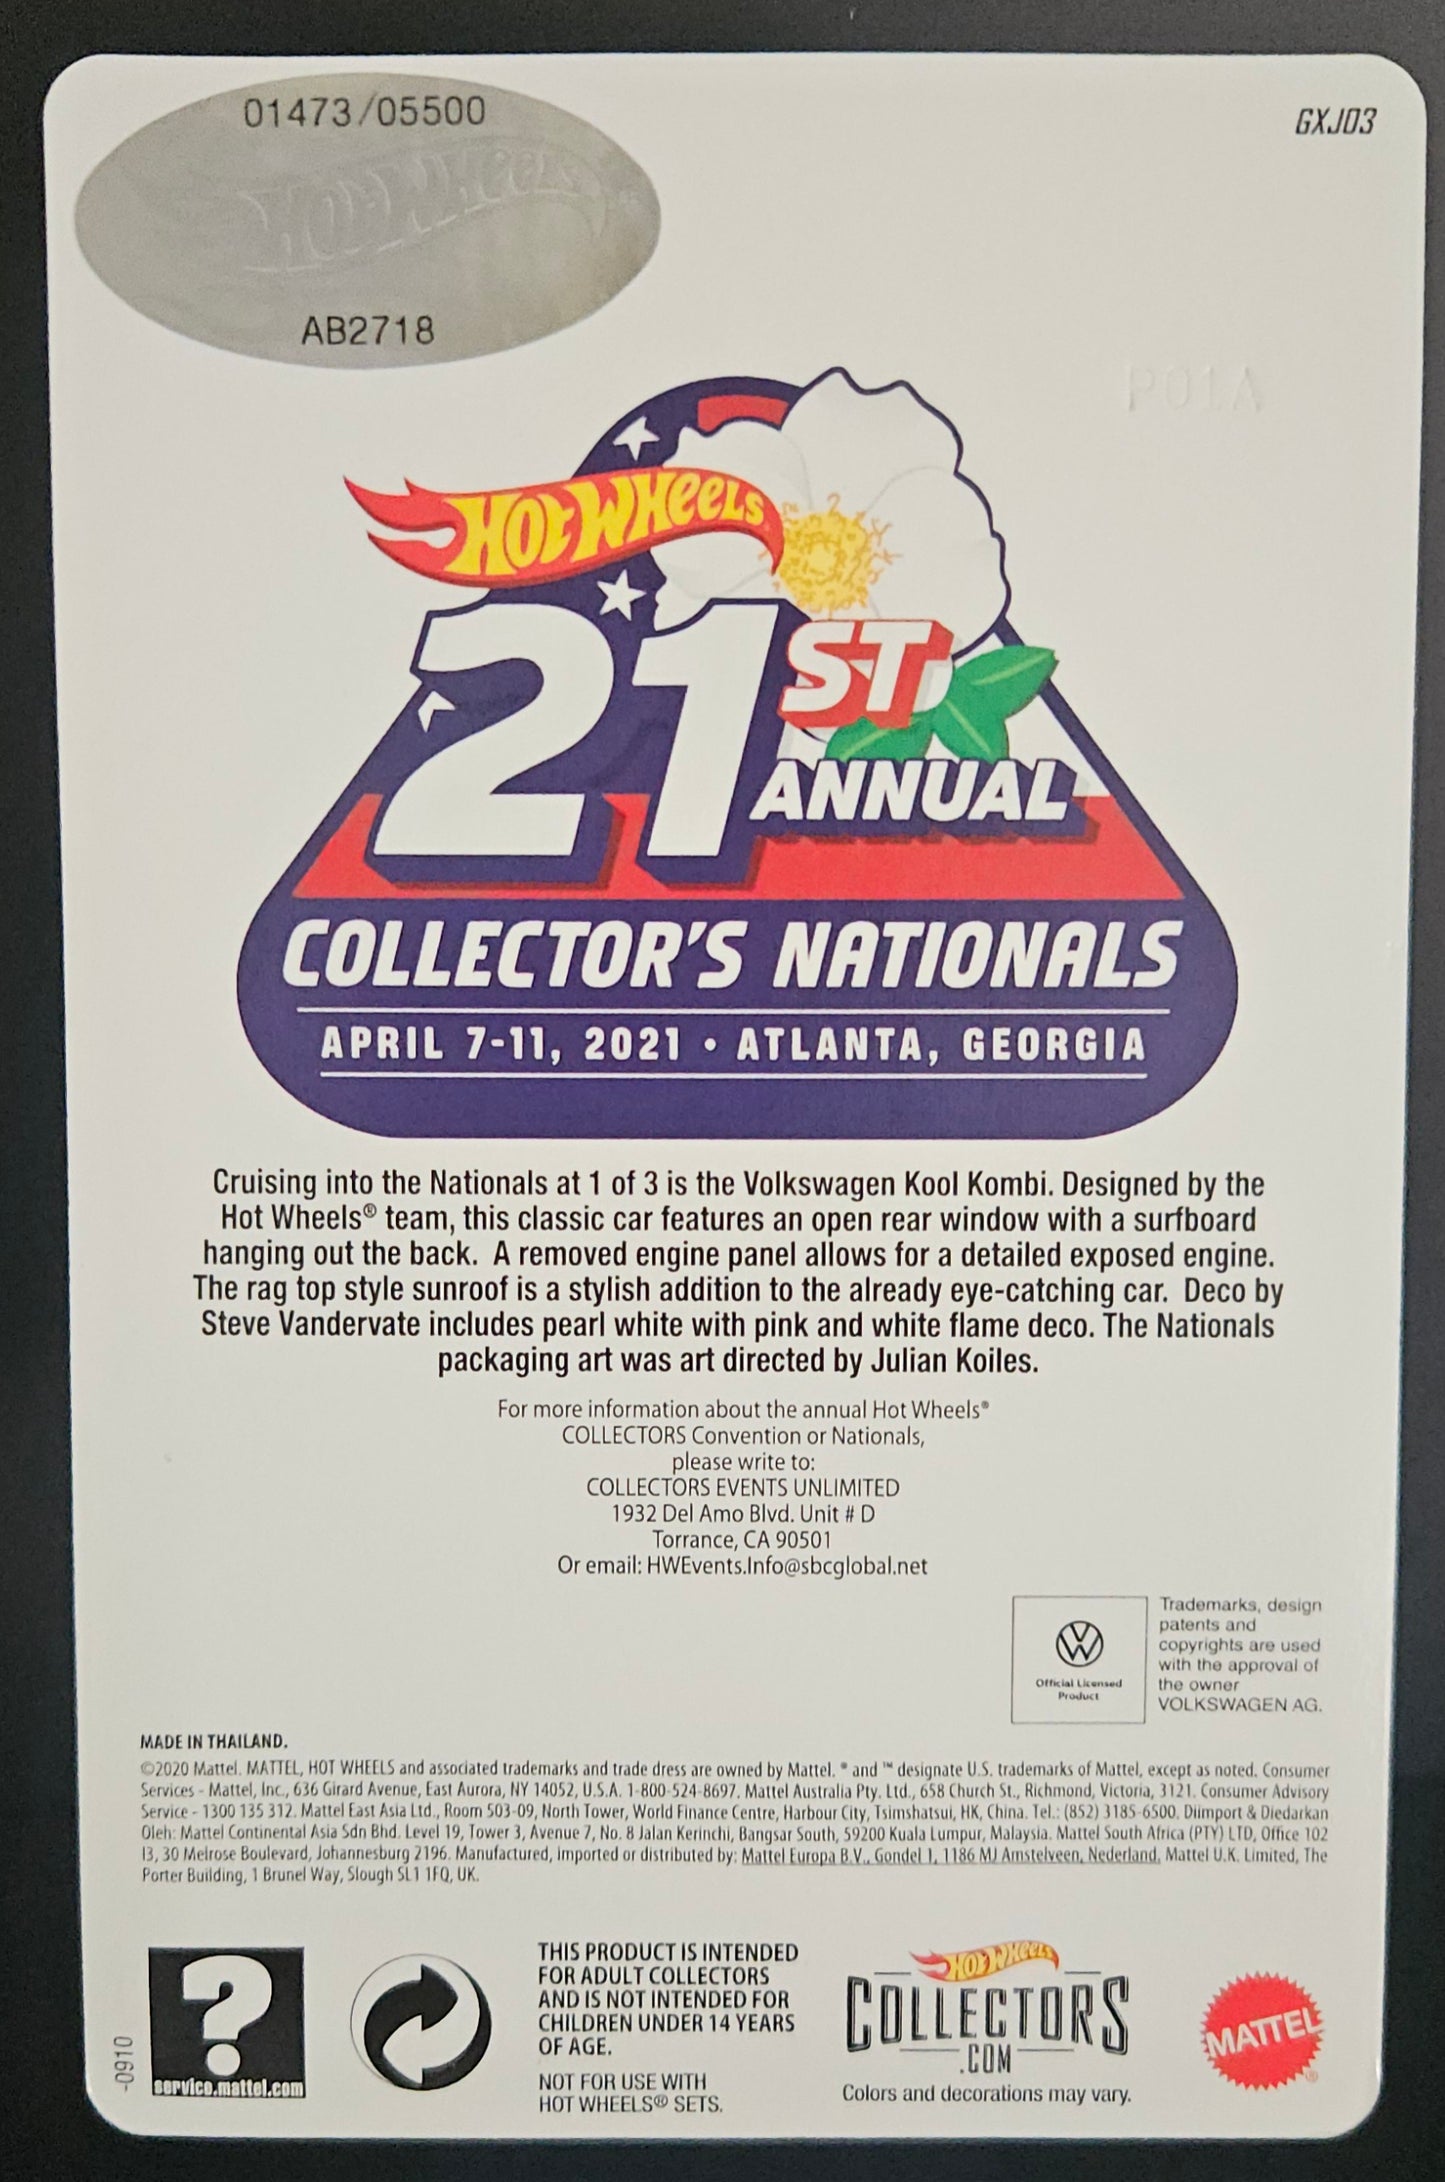 01473/05500
GXJ03
HOT WHEELS
AB2718
P01A
HOT WHEELS
21ST
ANNUAL
COLLECTOR'S NATIONALS
APRIL 7-11, 2021 • ATLANTA, GEORGIA
Cruising into the Nationals at 1 of 3 is the Volkswagen Kool Kombi. Designed by the
Hot Wheels® team, this classic car features an open rear window with a surfboard
hanging out the back. A removed engine panel allows for a detailed exposed engine.
The rag top style sunroof is a stylish addition to the already eye-catching car. Deco by
Steve Vandervate includes pearl white with pink and white flame deco. The Nationals
packaging art was art directed by Julian Koiles.
For more information about the annual Hot Wheels®
COLLECTORS Convention or Nationals,
please write to:
COLLECTORS EVENTS UNLIMITED
1932 Del Amo Blvd. Unit # D
Torrance, CA 90501
Or email: HWEvents.Info@sbcglobal.net
Official Licensed
Product
Trademarks, design
patents and
copyrights are used
with the approval of
the owner
VOLKSWAGEN AG.
MADE IN THAILAND.
©2020 Mattel. MATTEL, HOT WHEELS and associated trademarks and trade dress are owned by Mattel. ® and ™ designate U.S. trademarks of Mattel, except as noted. Consumer
Services - Mattel, Inc., 636 Girard Avenue, East Aurora, NY 14052, U.S.A. 1-800-524-8697. Mattel Australia Pty. Ltd., 658 Church St., Richmond, Victoria, 3121. Consumer Advisory
Service - 1300 135 312. Mattel East Asia Ltd., Room 503-09, North Tower, World Finance Centre, Harbour City, Tsimshatsui, HK, China. Tel.: (852) 3185-6500. Diimport & Diedarkan
Oleh: Mattel Continental Asia Sdn Bhd. Level 19, Tower 3, Avenue 7, No. 8 Jalan Kerinchi, Bangsar South, 59200 Kuala Lumpur, Malaysia. Mattel South Africa (PTY) LTD, Office 102
I3, 30 Melrose Boulevard, Johannesburg 2196. Manufactured, imported or distributed by: Mattel Europa B.V., Gondel 1, 1186 MJ Amstelveen, Nederland. Mattel U.K. Limited, The
Porter Building, 1 Brunel Way, Slough SL1 1FQ, UK.
-0910
?
service.mattel.com
THIS PRODUCT IS INTENDED
FOR ADULT COLLECTORS
AND IS NOT INTENDED FOR
CHILDREN UNDER 14 YEARS
OF AGE.
NOT FOR USE WITH
HOT WHEELS® SETS.
HOT WHEELS
COLLECTORS
.COM
Colors and decorations may vary.
MATTEL®